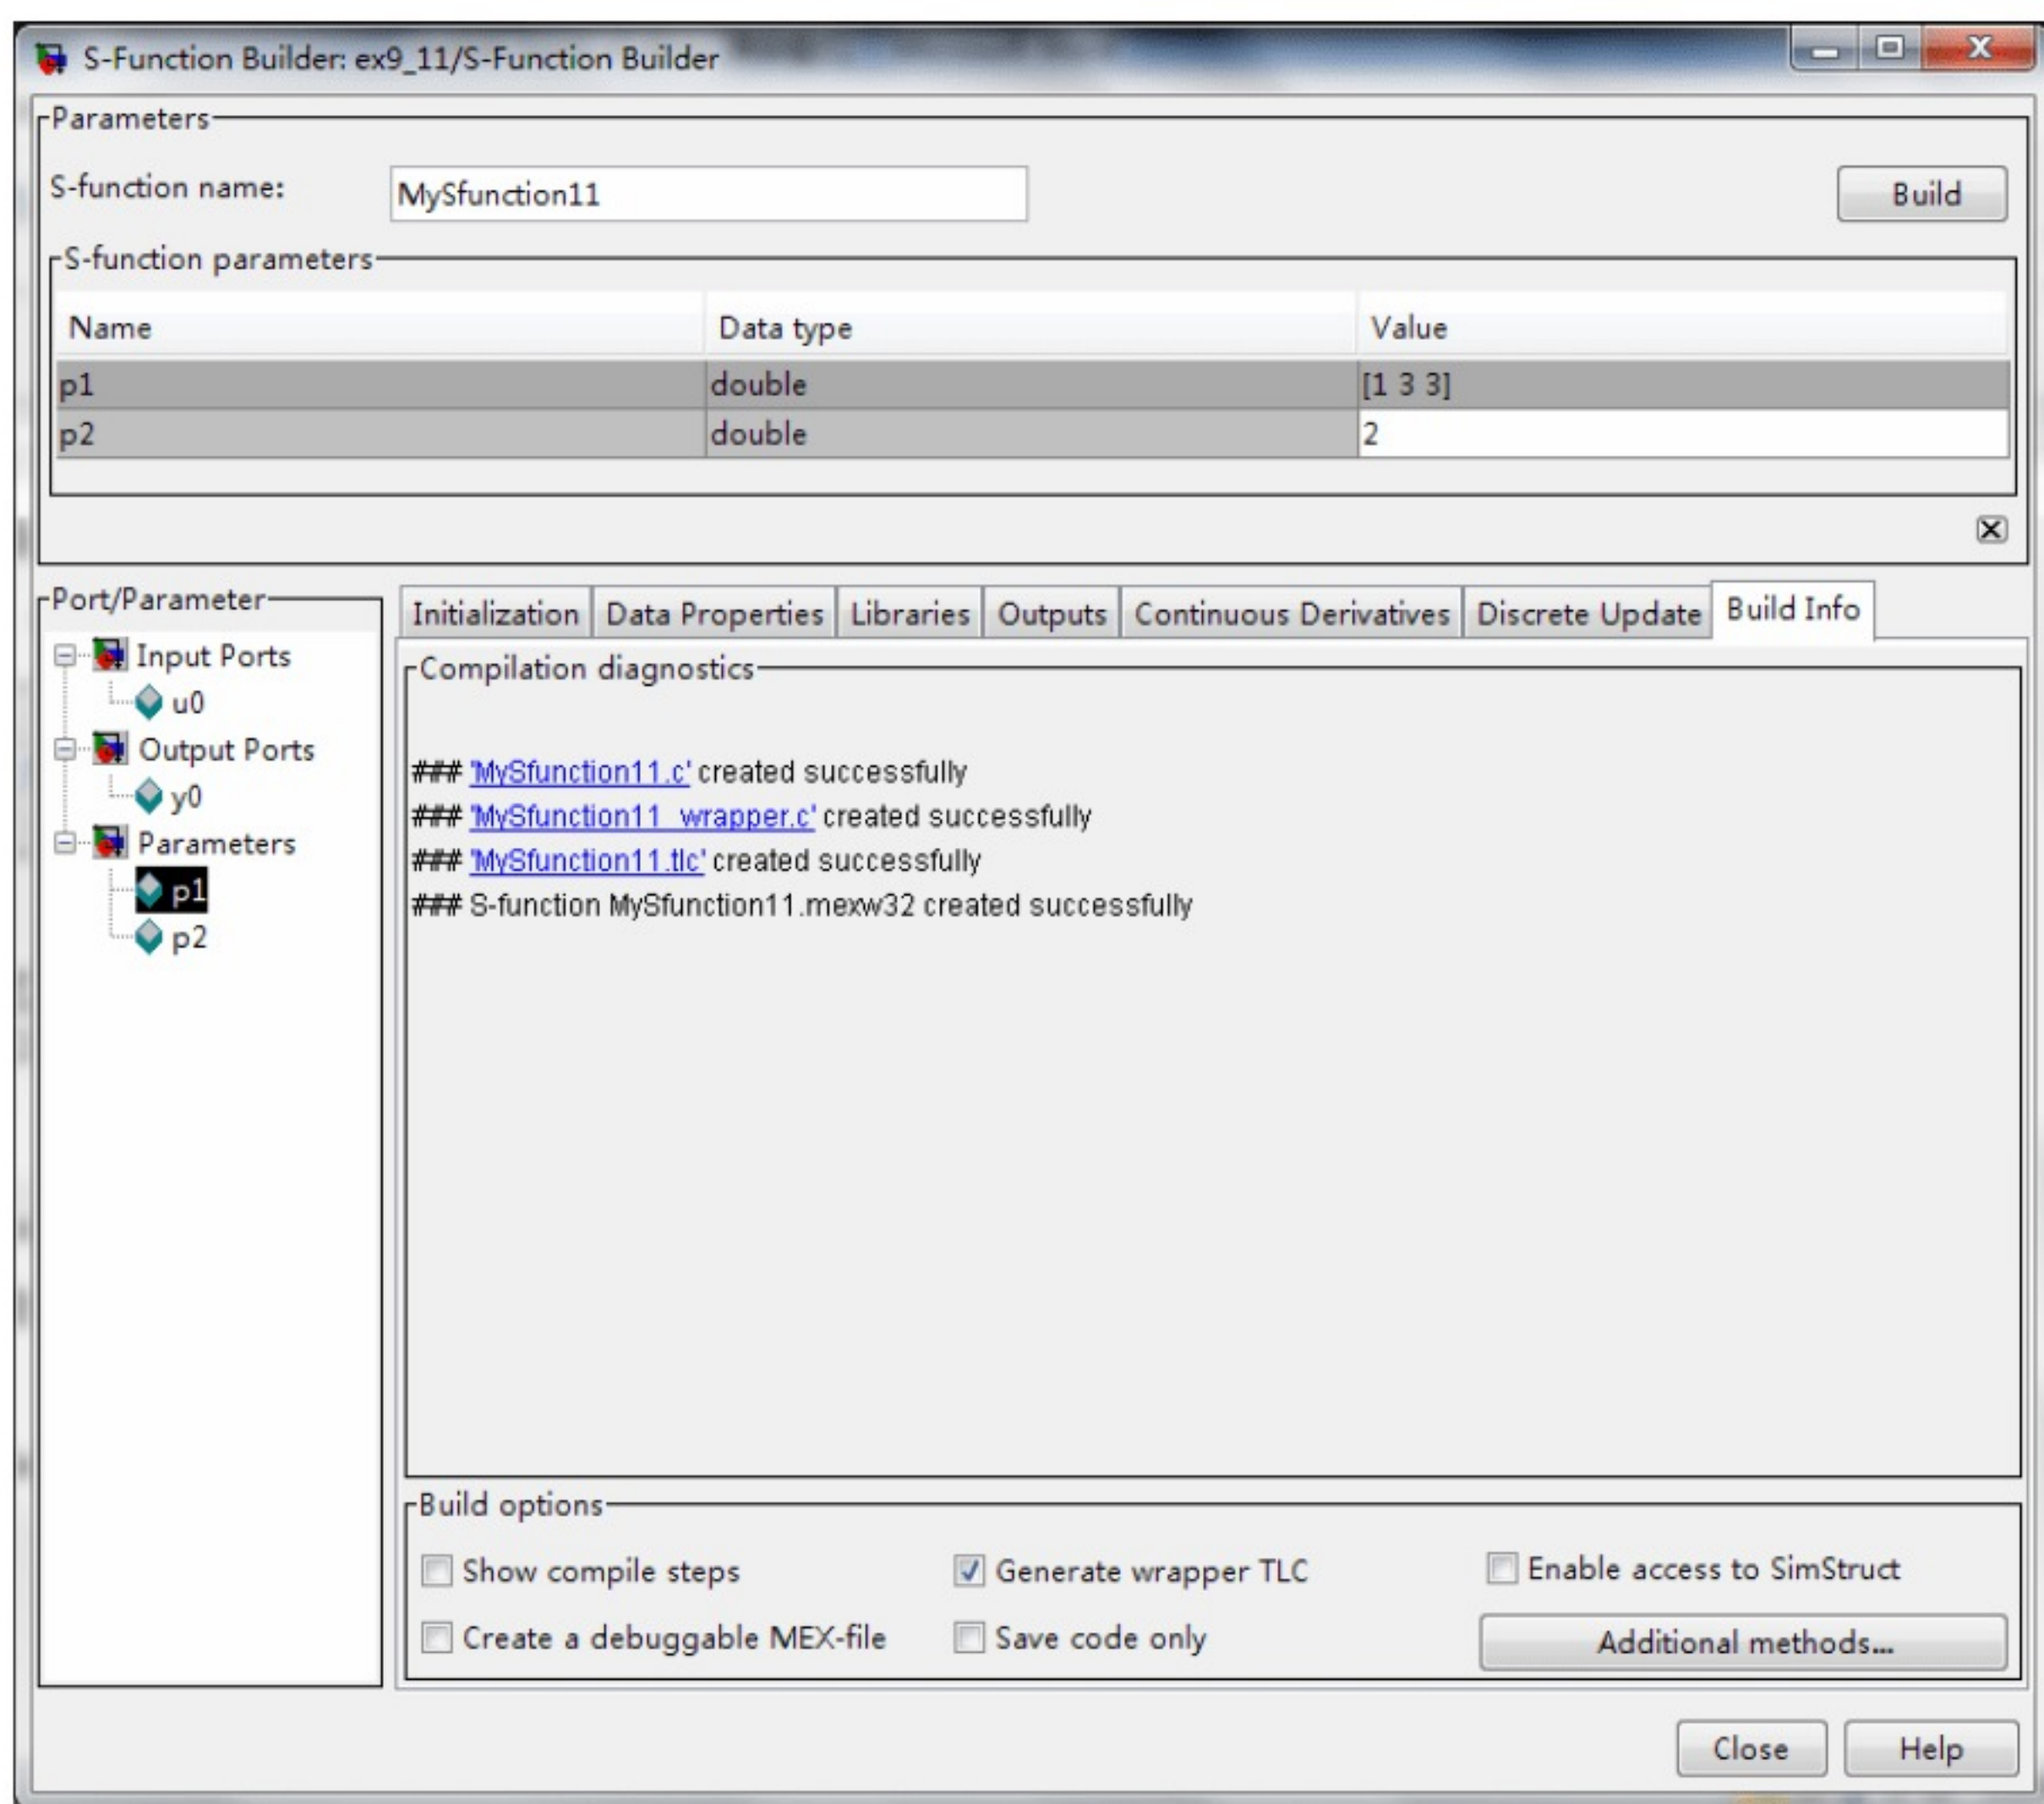 S-Function Builder: ex9_11/S-Function Builder
Parameters
S-function name:
MySfunction11
Build
S-function parameters
Name Data type Value
p1 double [1 3 3]
p2 double 2
Port/Parameter
Input Ports
u0
Output Ports
y0
Parameters
p1
p2
Initialization Data Properties Libraries Outputs Continuous Derivatives Discrete Update Build Info
Compilation diagnostics
### 'MySfunction11.c' created successfully
### 'MySfunction11_wrapper.c' created successfully
### 'MySfunction11.tlc' created successfully
### S-function MySfunction11.mexw32 created successfully
Build options
Show compile steps Generate wrapper TLC Enable access to SimStruct
Create a debuggable MEX-file Save code only Additional methods...
Close Help